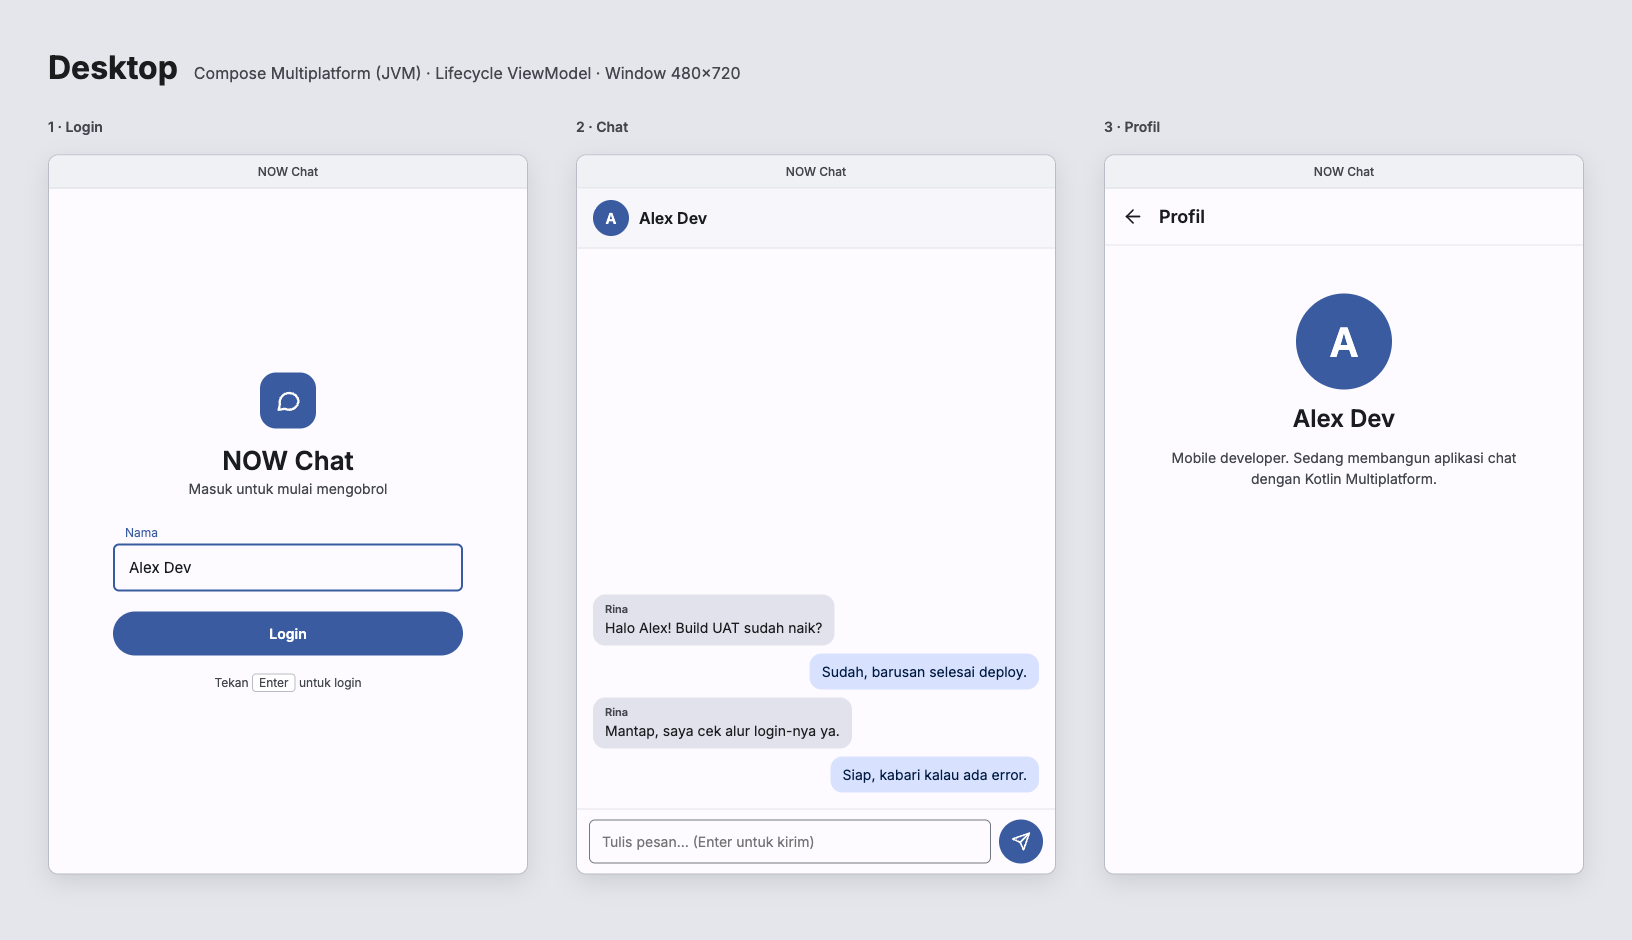 Desktop
Compose Multiplatform (JVM) · Lifecycle ViewModel · Window 480×720
1 · Login
NOW Chat
NOW Chat
Masuk untuk mulai mengobrol
Nama
Alex Dev
Login
Tekan Enter untuk login
2 · Chat
NOW Chat
A
Alex Dev
Rina
Halo Alex! Build UAT sudah naik?
Sudah, barusan selesai deploy.
Rina
Mantap, saya cek alur login-nya ya.
Siap, kabari kalau ada error.
Tulis pesan... (Enter untuk kirim)
3 · Profil
NOW Chat
Profil
A
Alex Dev
Mobile developer. Sedang membangun aplikasi chat
dengan Kotlin Multiplatform.